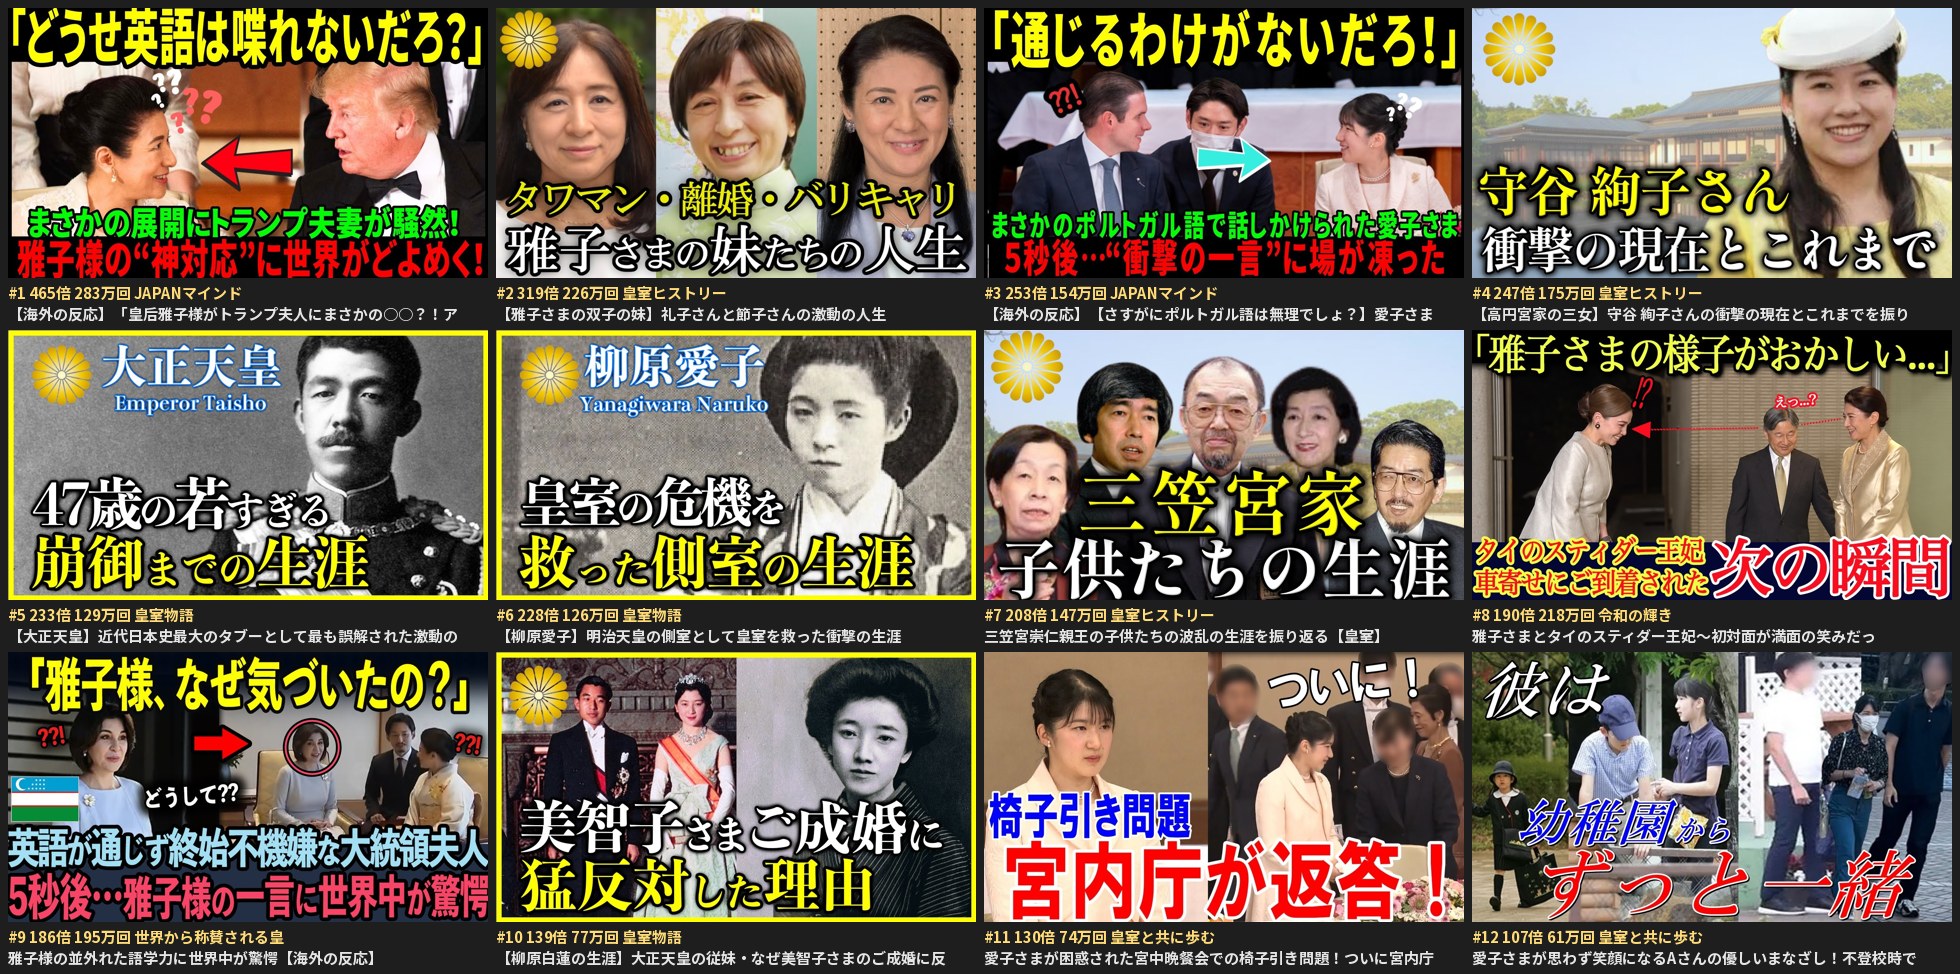 「どうせ英語は喋れないだろ?」
??
?
??
?
まさかの展開にトランプ夫妻が騒然!
雅子様の“神対応”に世界がどよめく!
#1 465倍 283万回 JAPANマインド
【海外の反応】「皇后雅子様がトランプ夫人にまさかの〇〇?!ア
タワマン・離婚・バリキャリ
雅子さまの妹たちの人生
#2 319倍 226万回 皇室ヒストリー
【雅子さまの双子の妹】礼子さんと節子さんの激動の人生
「通じるわけがないだろ!」
??!
???
まさかのポルトガル語で話しかけられた愛子さま
5秒後…“衝撃の一言”に場が凍った
#3 253倍 154万回 JAPANマインド
【海外の反応】【さすがにポルトガル語は無理でしょ?】愛子さま
守谷 絢子さん
衝撃の現在とこれまで
#4 247倍 175万回 皇室ヒストリー
【高円宮家の三女】守谷 絢子さんの衝撃の現在とこれまでを振り
大正天皇
Emperor Taisho
47歳の若すぎる
崩御までの生涯
#5 233倍 129万回 皇室物語
【大正天皇】近代日本史最大のタブーとして最も誤解された激動の
柳原愛子
Yanagiwara Naruko
皇室の危機を
救った側室の生涯
#6 228倍 126万回 皇室物語
【柳原愛子】明治天皇の側室として皇室を救った衝撃の生涯
三笠宮家
子供たちの生涯
#7 208倍 147万回 皇室ヒストリー
三笠宮崇仁親王の子供たちの波乱の生涯を振り返る【皇室】
「雅子さまの様子がおかしい...」
!?
えっ...?
タイのスティダー王妃
車寄せにご到着された
次の瞬間
#8 190倍 218万回 令和の輝き
雅子さまとタイのスティダー王妃〜初対面が満面の笑みだっ
「雅子様、なぜ気づいたの?」
??!
??!
どうして??
英語が通じず終始不機嫌な大統領夫人
5秒後…雅子様の一言に世界中が驚愕
#9 186倍 195万回 世界から称賛される皇
雅子様の並外れた語学力に世界中が驚愕【海外の反応】
美智子さまご成婚に
猛反対した理由
#10 139倍 77万回 皇室物語
【柳原白蓮の生涯】大正天皇の従妹・なぜ美智子さまのご成婚に反
ついに!
椅子引き問題
宮内庁が返答!
#11 130倍 74万回 皇室と共に歩む
愛子さまが困惑された宮中晩餐会での椅子引き問題!ついに宮内庁
彼は
幼稚園から
ずっと一緒
#12 107倍 61万回 皇室と共に歩む
愛子さまが思わず笑顔になるAさんの優しいまなざし!不登校時で